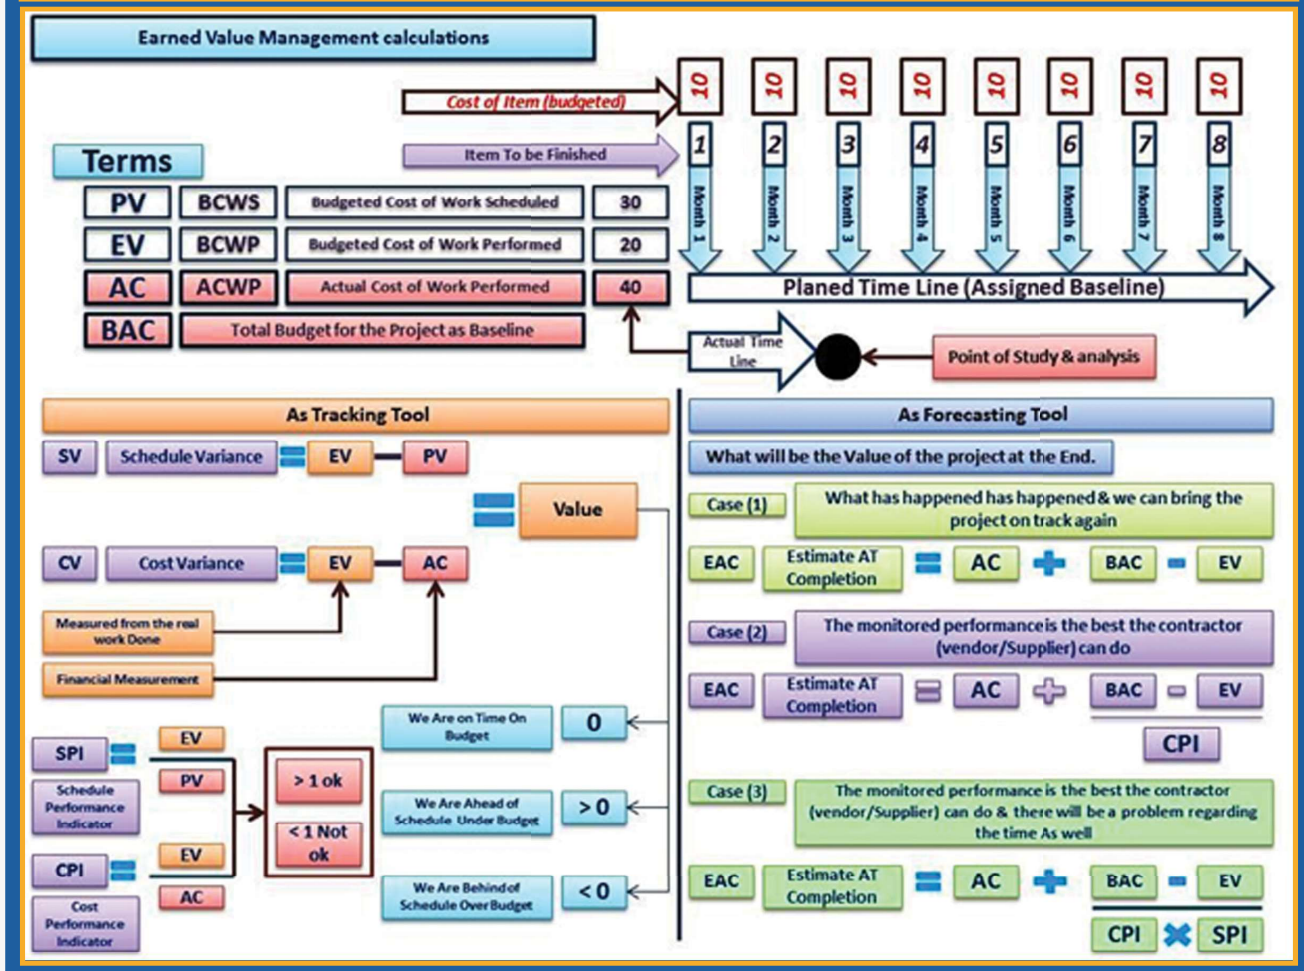 Earned Value Management calculations
Cost of Item (budgeted)
10 10 10 10 10 10 10 10
Item To be Finished
1 2 3 4 5 6 7 8
Month 1 Month 2 Month 3 Month 4 Month 5 Month 6 Month 7 Month 8
Planed Time Line (Assigned Baseline)
Terms
PV BCWS Budgeted Cost of Work Scheduled 30
EV BCWP Budgeted Cost of Work Performed 20
AC ACWP Actual Cost of Work Performed 40
BAC Total Budget for the Project as Baseline
Actual Time
Line
Point of Study & analysis
As Tracking Tool
SV Schedule Variance = EV - PV
= Value
CV Cost Variance = EV - AC
Measured from the real
work Done
Financial Measurement
We Are on Time On
Budget
0
We Are Ahead of
Schedule Under Budget
> 0
We Are Behind of
Schedule Over Budget
< 0
SPI = EV
PV
Schedule
Performance
Indicator
CPI = EV
AC
Cost
Performance
Indicator
> 1 ok
< 1 Not
ok
As Forecasting Tool
What will be the Value of the project at the End.
Case (1)
What has happened has happened & we can bring the
project on track again
EAC
Estimate AT
Completion
= AC + BAC - EV
Case (2)
The monitored performance is the best the contractor
(vendor/Supplier) can do
EAC
Estimate AT
Completion
= AC + BAC - EV
CPI
Case (3)
The monitored performance is the best the contractor
(vendor/Supplier) can do & there will be a problem regarding
the time As well
EAC
Estimate AT
Completion
= AC + BAC - EV
CPI × SPI